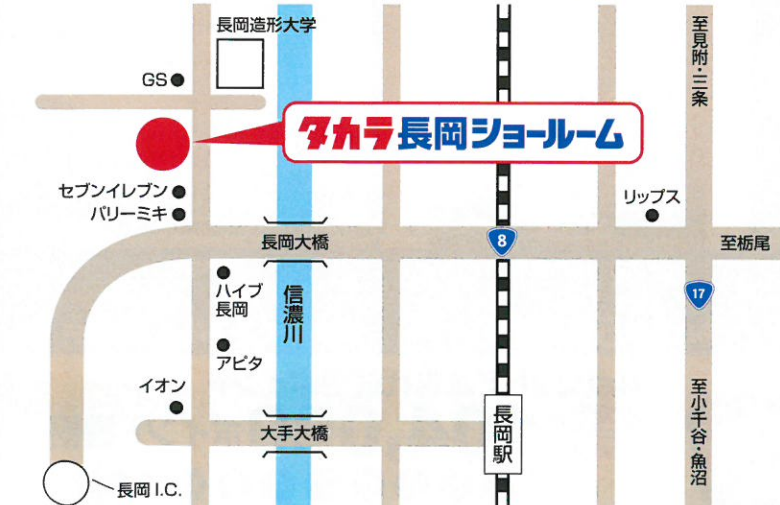 長岡造形大学
GS
至見附・三条
タカラ長岡ショールーム
セブンイレブン
パリーミキ
リップス
長岡大橋
8
至栃尾
ハイブ
長岡
信濃川
17
アピタ
イオン
至小千谷・魚沼
大手大橋
長岡駅
長岡 I.C.